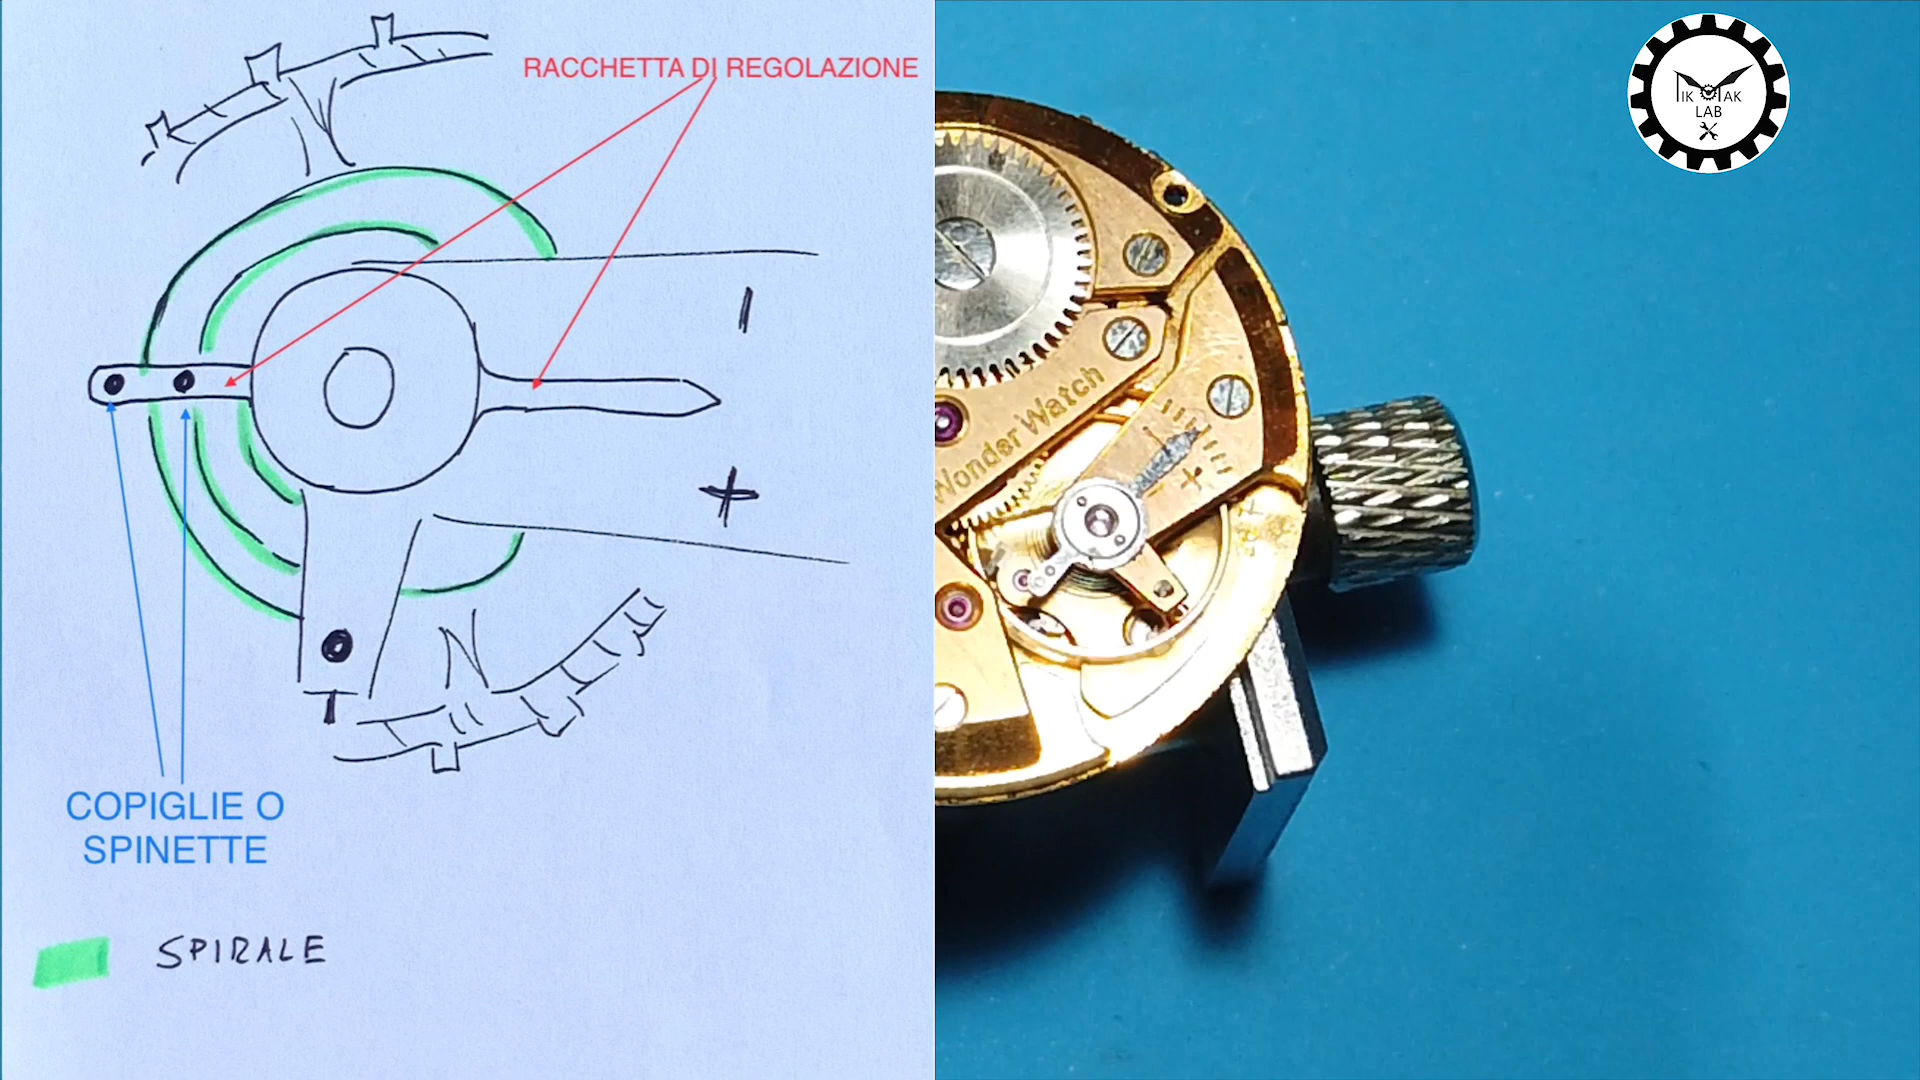 RACCHETTA DI REGOLAZIONE
COPIGLIE O
SPINETTE
SPIRALE
Wonder Watch
+
TIK TAK
LAB